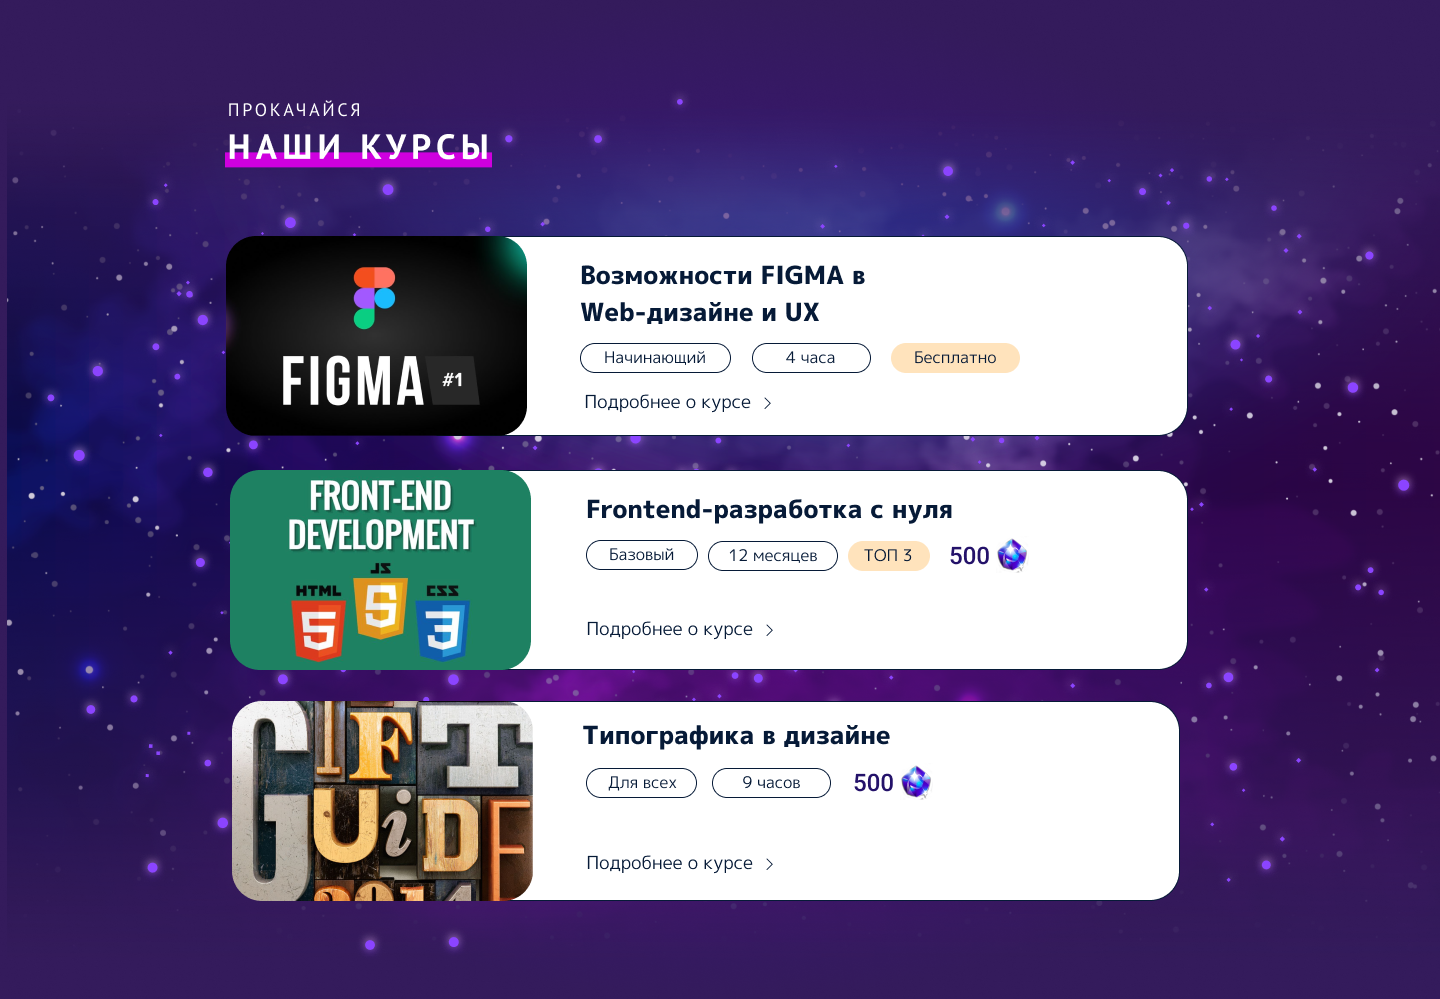 ПРОКАЧАЙСЯ
НАШИ КУРСЫ
FIGMA #1
Возможности FIGMA в
Web-дизайне и UX
Начинающий 4 часа Бесплатно
Подробнее о курсе
FRONT-END
DEVELOPMENT
JS
HTML CSS
5 5 3
Frontend-разработка с нуля
Базовый 12 месяцев ТОП 3 500
Подробнее о курсе
GIFT
GUiDE
2014
Типографика в дизайне
Для всех 9 часов 500
Подробнее о курсе